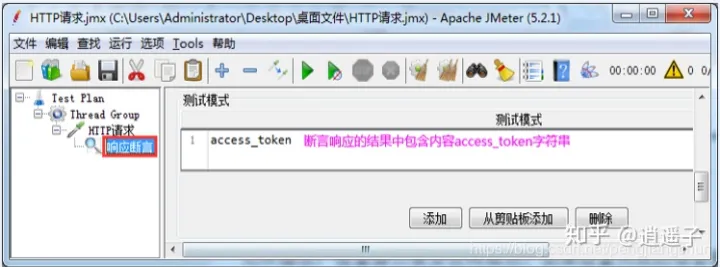 HTTP请求.jmx (C:\Users\Administrator\Desktop\桌面文件\HTTP请求.jmx) - Apache JMeter (5.2.1)
文件 编辑 查找 运行 选项 Tools 帮助
00:00:00 0
Test Plan
Thread Group
HTTP请求
响应断言
测试模式
测试模式
1 access_token 断言响应的结果中包含内容access_token字符串
添加 从剪贴板添加 删除
知乎 @逍遥子